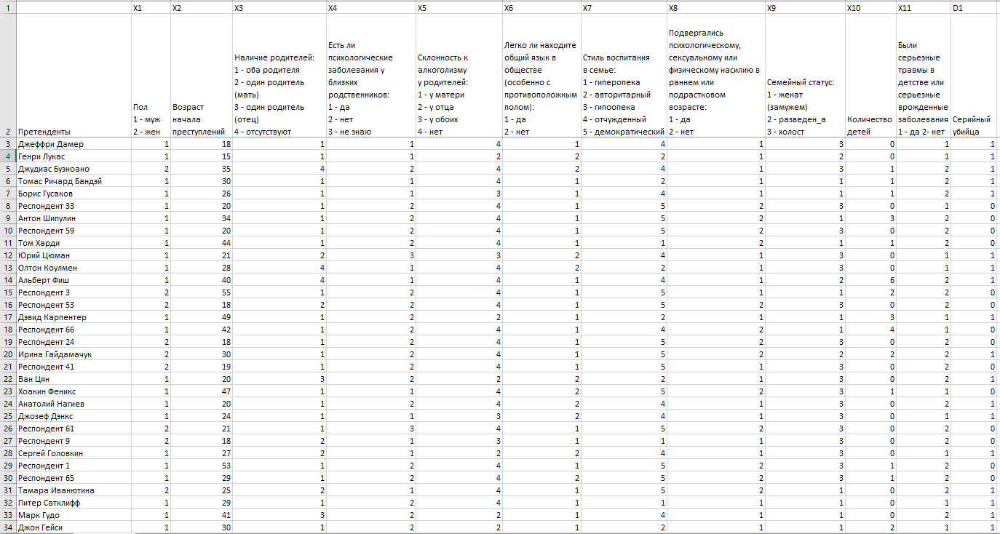 1 X1 X2 X3 X4 X5 X6 X7 X8 X9 X10 X11 D1
2 Претенденты
Пол
1 - муж
2 - жен
Возраст
начала
преступлений
Наличие родителей:
1 - оба родителя
2 - один родитель
(мать)
3 - один родитель
(отец)
4 - отсутствуют
Есть ли
психологические
заболевания у
близких
родственников:
1 - да
2 - нет
3 - не знаю
Склонность к
алкоголизму
у родителей:
1 - у матери
2 - у отца
3 - у обоих
4 - нет
Легко ли находите
общий язык в
обществе
(особенно с
противоположным
полом):
1 - да
2 - нет
Стиль воспитания
в семье:
1 - гиперопека
2 - авторитарный
3 - гипоопека
4 - отчужденный
5 - демократический
Подвергались
психологическому,
сексуальному или
физическому насилию в
раннем или
подрастковом
возрасте:
1 - да
2 - нет
Семейный статус:
1 - женат
(замужем)
2 - разведен_а
3 - холост
Количество
детей
Были
серьезные
травмы в
детстве или
серьезные
врожденные
заболевания
1 - да 2- нет
Серийный
убийца
3 Джеффри Дамер 1 18 1 1 4 1 4 1 3 0 1 1
4 Генри Лукас 1 15 1 1 2 2 2 1 2 0 1 1
5 Джудиас Буэноано 2 35 4 2 4 2 4 1 3 1 2 1
6 Томас Ричард Бандэй 1 30 1 1 4 1 2 1 1 1 2 1
7 Борис Гусаков 1 26 1 1 3 1 4 1 1 1 2 1
8 Респондент 33 1 20 1 2 4 1 5 2 3 0 1 0
9 Антон Шипулин 1 34 1 2 4 1 5 2 1 3 2 0
10 Респондент 59 1 20 1 2 4 1 5 2 3 0 2 0
11 Том Харди 1 44 1 2 4 1 1 2 1 1 2 0
12 Юрий Цюман 1 21 2 3 3 2 4 1 3 0 1 1
13 Олтон Коулмен 1 28 4 1 4 2 2 1 3 0 1 1
14 Альберт Фиш 1 40 4 1 4 1 4 1 2 6 2 1
15 Респондент 3 2 55 1 2 4 1 5 1 1 2 2 0
16 Респондент 53 2 18 2 2 4 1 5 2 3 0 2 0
17 Дэвид Карпентер 1 49 1 2 2 1 2 1 1 3 1 1
18 Респондент 66 1 42 1 2 4 1 4 2 1 4 1 0
19 Респондент 24 2 18 1 2 4 1 5 2 3 0 2 0
20 Ирина Гайдамачук 2 30 1 2 4 1 5 2 2 2 2 1
21 Респондент 41 2 19 1 2 4 1 5 1 3 0 2 0
22 Ван Цян 1 20 3 2 2 2 2 1 3 0 2 1
23 Хоакин Феникс 1 47 1 1 4 2 5 2 3 1 1 0
24 Анатолий Нагиев 1 20 1 2 4 2 4 1 3 0 2 1
25 Джозеф Дэнкс 1 24 1 1 3 2 4 1 3 0 1 1
26 Респондент 61 2 21 1 3 4 1 5 2 3 0 2 0
27 Респондент 9 2 18 2 1 3 1 1 1 3 0 2 0
28 Сергей Головкин 1 27 2 1 2 2 4 1 3 0 1 1
29 Респондент 1 1 53 1 2 4 1 5 2 3 1 2 0
30 Респондент 65 1 29 1 2 4 2 5 2 3 1 2 0
31 Тамара Иванютина 2 25 2 1 4 1 5 2 1 0 2 1
32 Питер Сатклифф 1 29 1 2 4 1 1 1 1 0 1 1
33 Марк Гудо 1 41 3 2 2 1 4 1 1 0 2 1
34 Джон Гейси 1 30 1 2 2 1 2 1 1 2 1 1